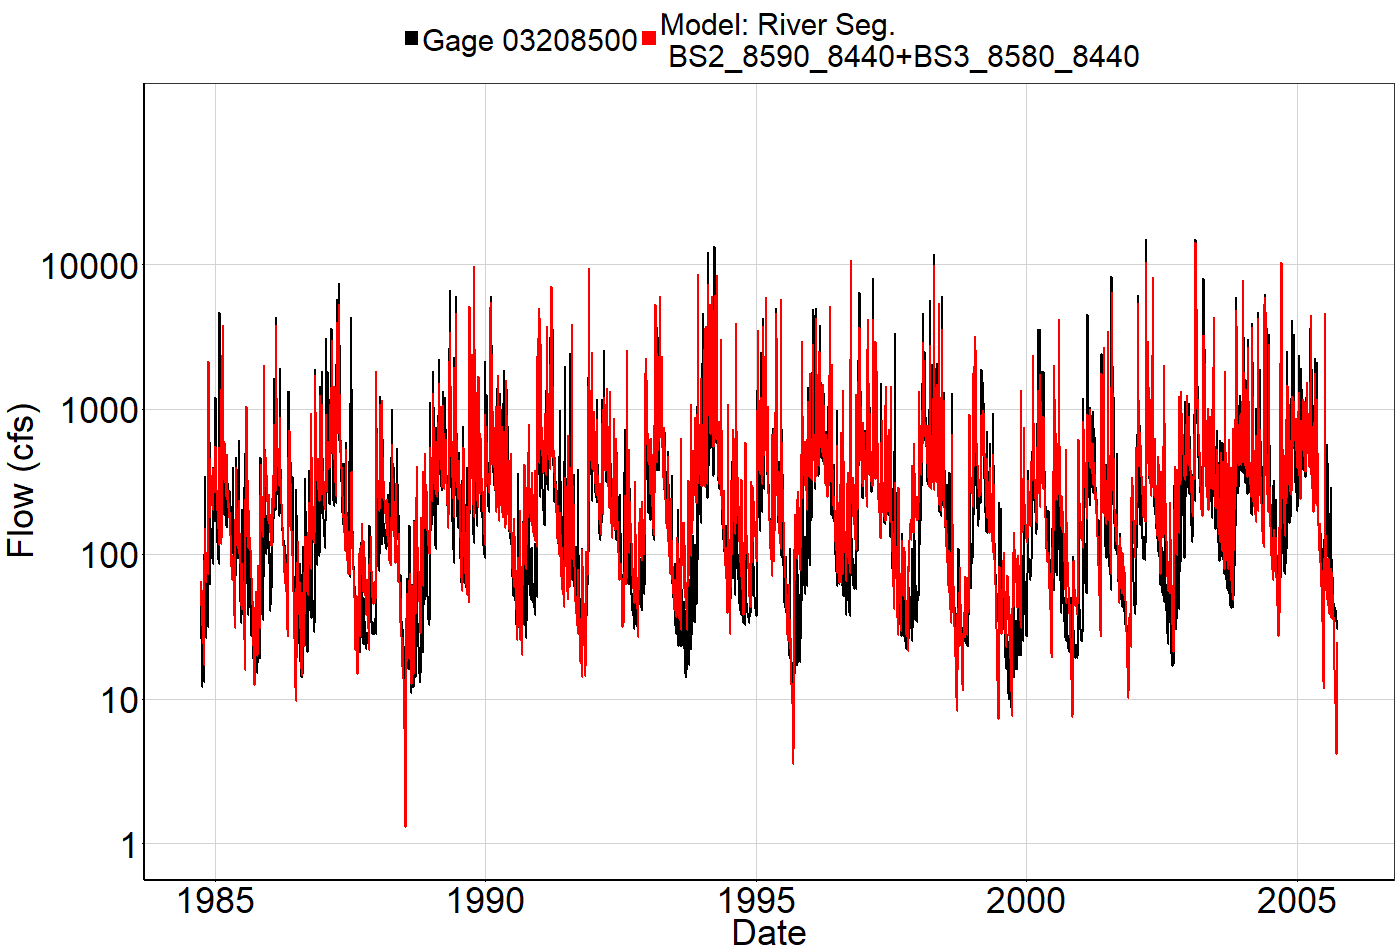 Gage 03208500
Model: River Seg.
BS2_8590_8440+BS3_8580_8440
Flow (cfs)
10000
1000
100
10
1
1985 1990 1995 2000 2005
Date